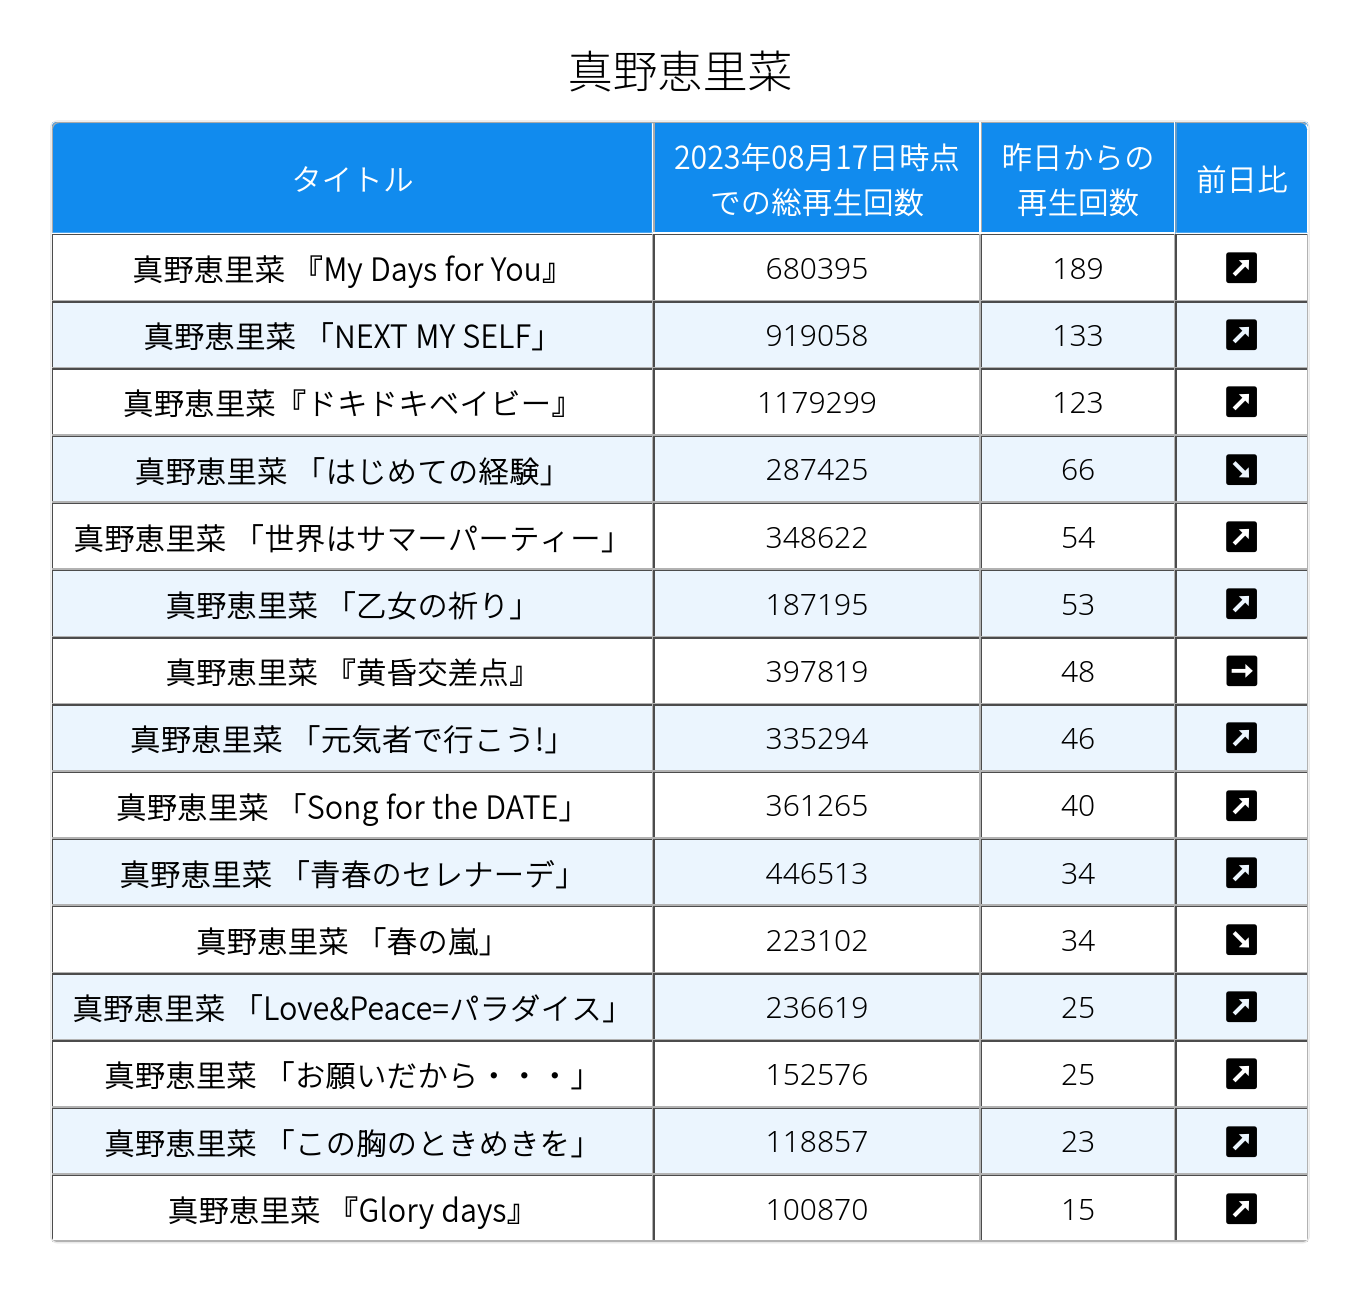 真野恵里菜
タイトル
2023年08月17日時点
での総再生回数
昨日からの
再生回数
前日比
真野恵里菜 『My Days for You』 680395 189 ↗
真野恵里菜 「NEXT MY SELF」 919058 133 ↗
真野恵里菜『ドキドキベイビー』 1179299 123 ↗
真野恵里菜 「はじめての経験」 287425 66 ↘
真野恵里菜 「世界はサマーパーティー」 348622 54 ↗
真野恵里菜 「乙女の祈り」 187195 53 ↗
真野恵里菜 『黄昏交差点』 397819 48 →
真野恵里菜 「元気者で行こう!」 335294 46 ↗
真野恵里菜 「Song for the DATE」 361265 40 ↗
真野恵里菜 「青春のセレナーデ」 446513 34 ↗
真野恵里菜 「春の嵐」 223102 34 ↘
真野恵里菜 「Love&Peace=パラダイス」 236619 25 ↗
真野恵里菜 「お願いだから・・・」 152576 25 ↗
真野恵里菜 「この胸のときめきを」 118857 23 ↗
真野恵里菜 『Glory days』 100870 15 ↗